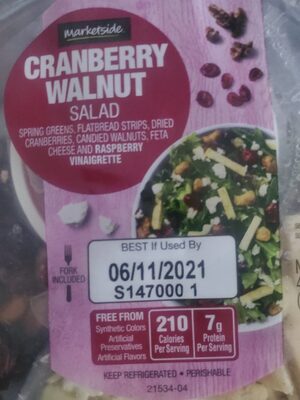 marketside.
CRANBERRY
WALNUT
SALAD
SPRING GREENS, FLATBREAD STRIPS, DRIED
CRANBERRIES, CANDIED WALNUTS, FETA
CHEESE AND RASPBERRY
VINAIGRETTE
BEST If Used By
06/11/2021
S147000 1
FORK
INCLUDED
FREE FROM
Synthetic Colors
Artificial
Preservatives
Artificial Flavors
210
Calories
Per Serving
7g
Protein
Per Serving
KEEP REFRIGERATED • PERISHABLE
21534-04